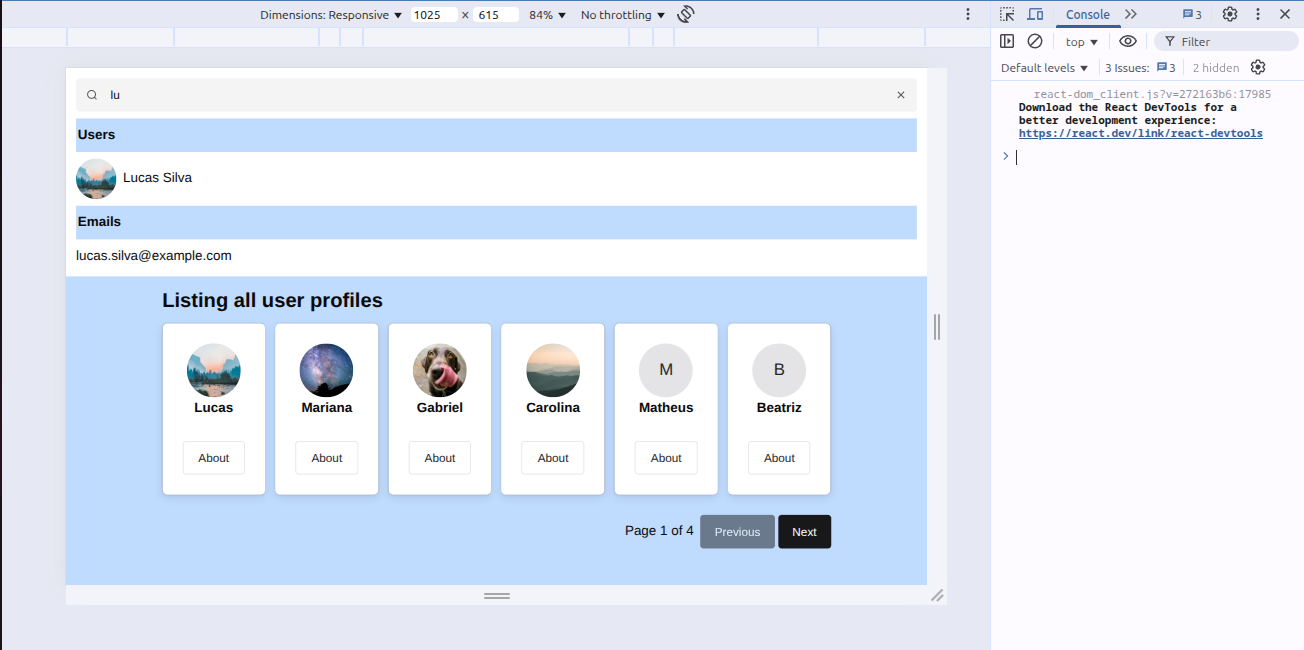 Dimensions: Responsive 1025 × 615 84% No throttling
Console 3
top Filter
Default levels 3 Issues: 3 2 hidden
react-dom_client.js?v=272163b6:17985
Download the React DevTools for a
better development experience:
https://react.dev/link/react-devtools
lu
Users
Lucas Silva
Emails
lucas.silva@example.com
Listing all user profiles
M B
Lucas Mariana Gabriel Carolina Matheus Beatriz
About About About About About About
Page 1 of 4 Previous Next